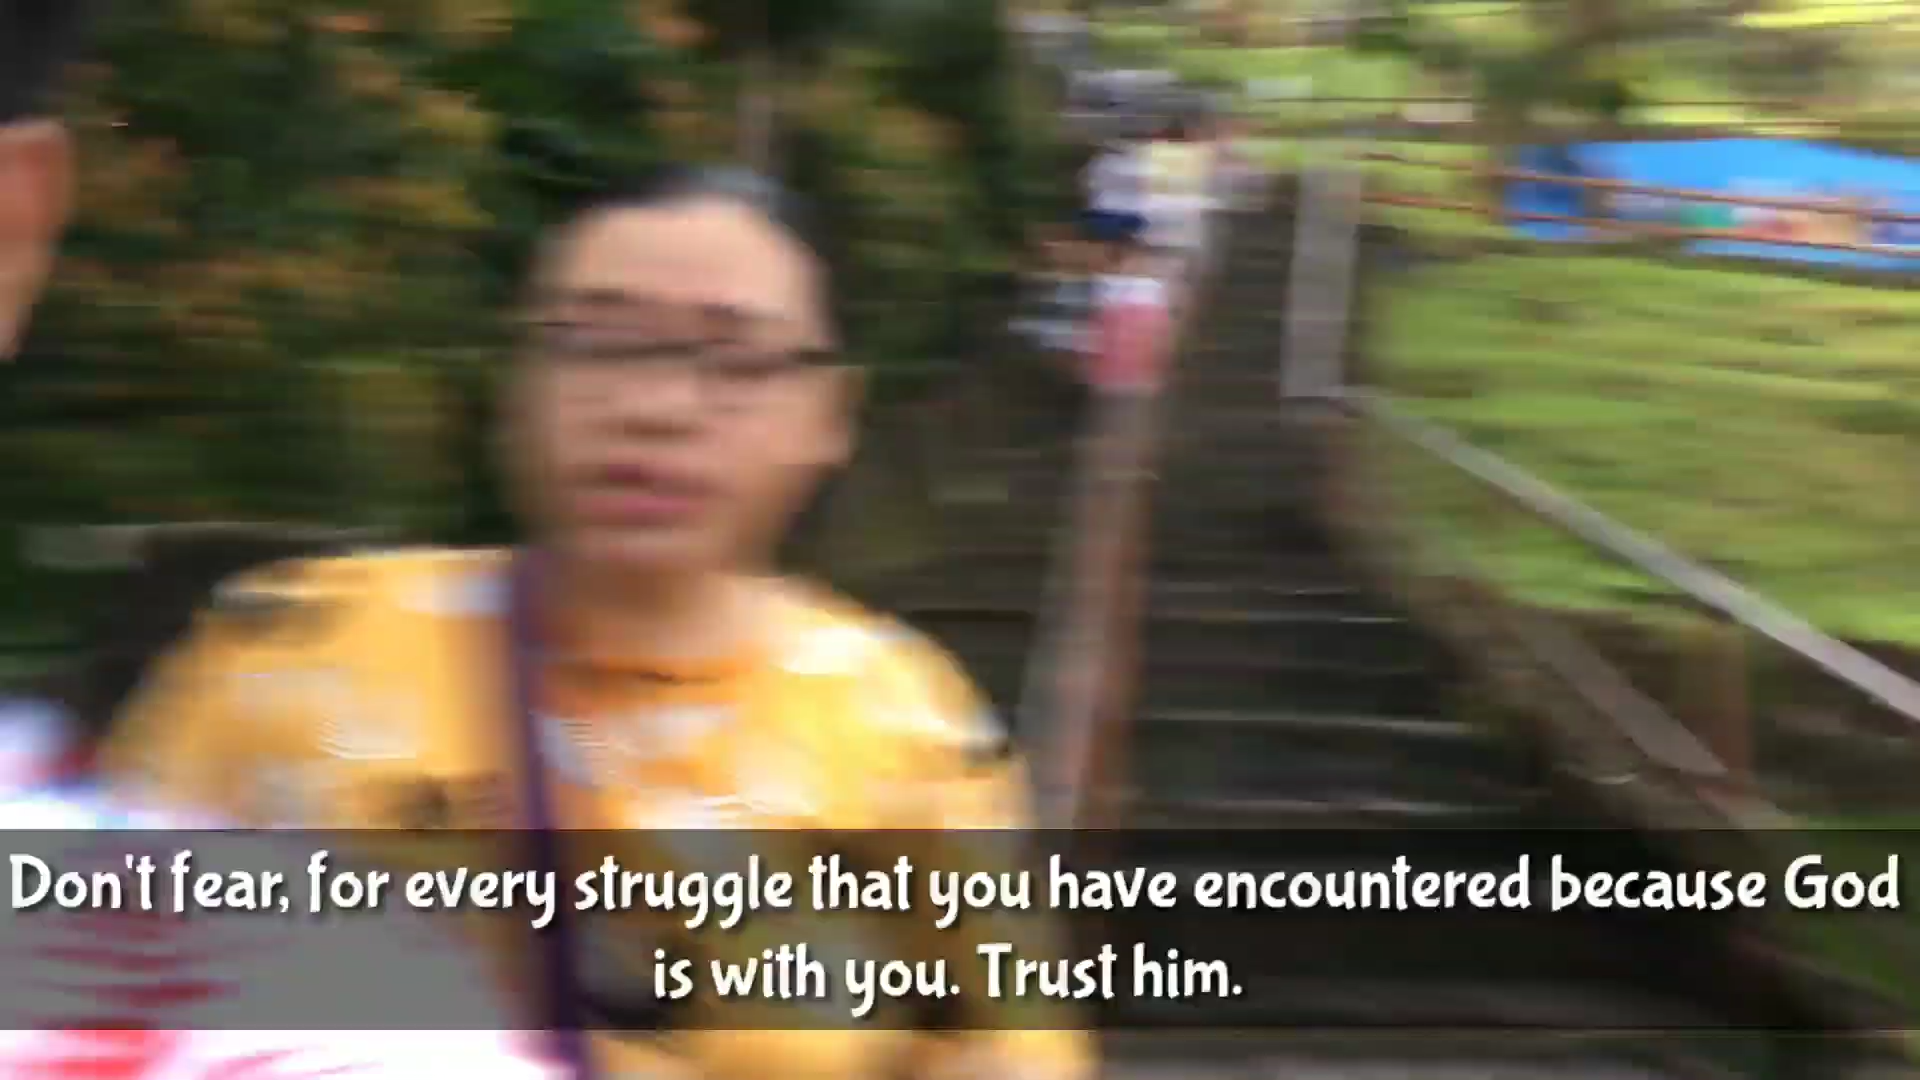 Don't fear, for every struggle that you have encountered because God
is with you. Trust him.